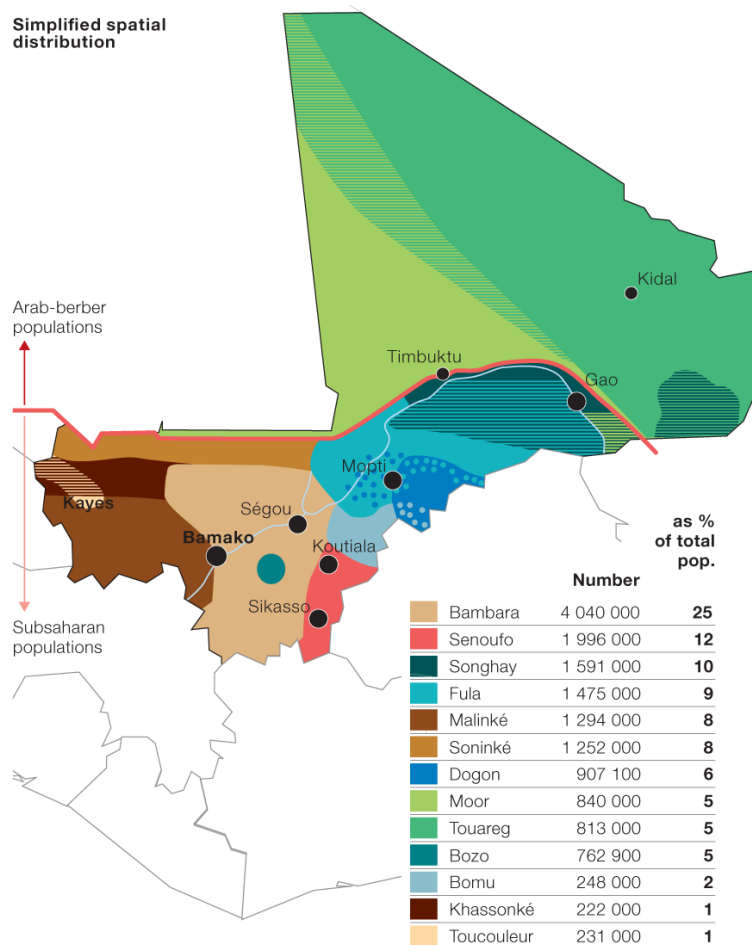 Simplified spatial
distribution
Arab-berber
populations
Kidal
Timbuktu
Gao
Mopti
Kayes
Ségou
Bamako
Koutiala
Sikasso
Subsaharan
populations
as %
of total
pop.
Number
Bambara 4 040 000 25
Senoufo 1 996 000 12
Songhay 1 591 000 10
Fula 1 475 000 9
Malinké 1 294 000 8
Soninké 1 252 000 8
Dogon 907 100 6
Moor 840 000 5
Touareg 813 000 5
Bozo 762 900 5
Bomu 248 000 2
Khassonké 222 000 1
Toucouleur 231 000 1